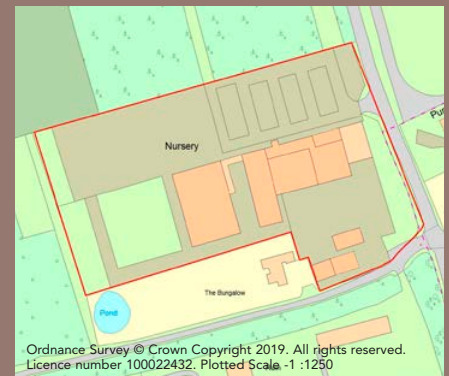 Pu
Nursery
The Bungalow
Pond
Ordnance Survey © Crown Copyright 2019. All rights reserved.
Licence number 100022432. Plotted Scale -1 :1250